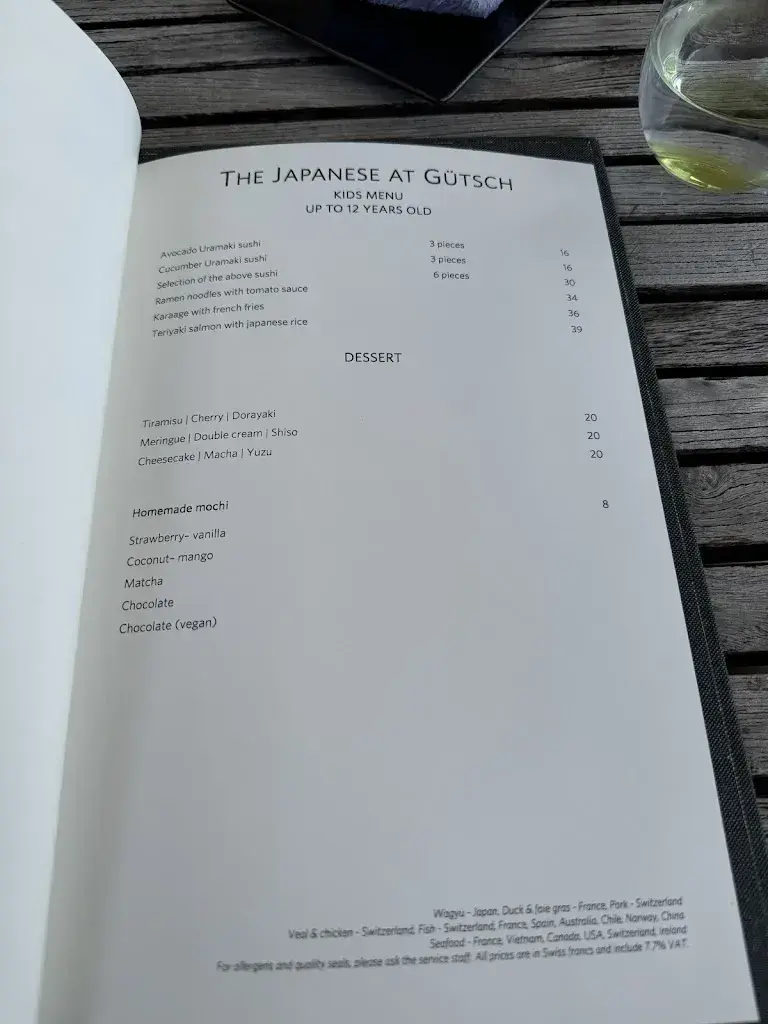 THE JAPANESE AT GÜTSCH
KIDS MENU
UP TO 12 YEARS OLD
Avocado Uramaki sushi 3 pieces 16
Cucumber Uramaki sushi 3 pieces 16
Selection of the above sushi 6 pieces 30
Ramen noodles with tomato sauce 34
Karaage with french fries 36
Teriyaki salmon with japanese rice 39
DESSERT
Tiramisu | Cherry | Dorayaki 20
Meringue | Double cream | Shiso 20
Cheesecake | Macha | Yuzu 20
Homemade mochi 8
Strawberry- vanilla
Coconut- mango
Matcha
Chocolate
Chocolate (vegan)
Wagyu - Japan, Duck & foie gras - France, Pork - Switzerland
Veal & chicken - Switzerland, Fish - Switzerland, France, Spain, Australia, Chile, Norway, China
Seafood - France, Vietnam, Canada, USA, Switzerland, Ireland
For allergens and quality seals, please ask the service staff. All prices are in Swiss francs and include 7.7% VAT.